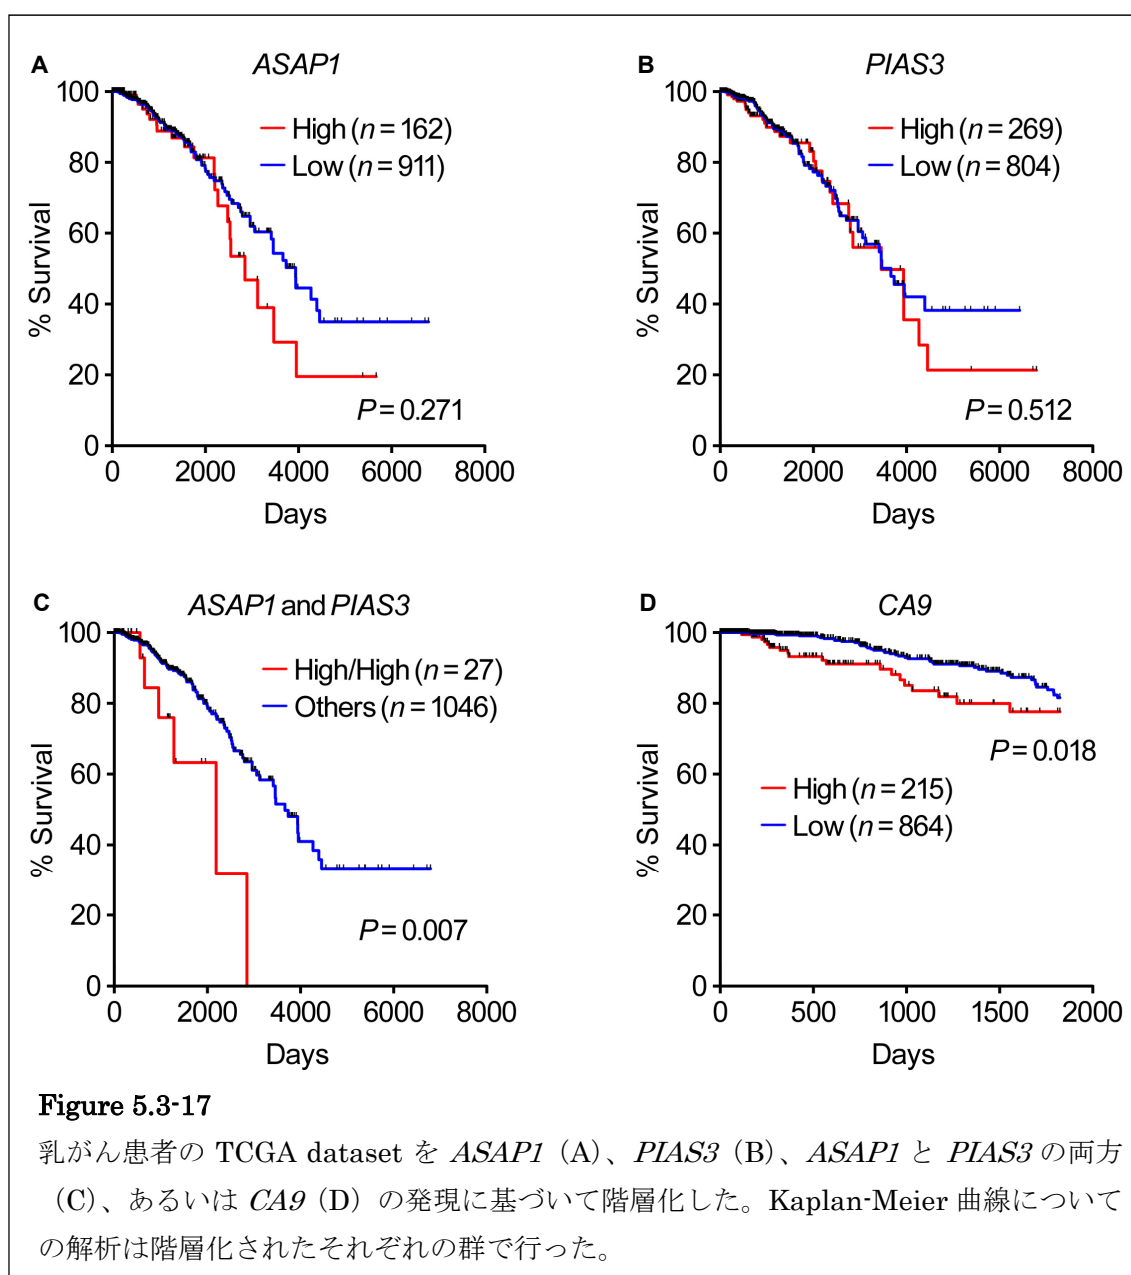 A
ASAP1
100
80
60
40
20
0
% Survival
High (n = 162)
Low (n = 911)
P = 0.271
0 2000 4000 6000 8000
Days
B
PIAS3
100
80
60
40
20
0
% Survival
High (n = 269)
Low (n = 804)
P = 0.512
0 2000 4000 6000 8000
Days
C
ASAP1 and PIAS3
100
80
60
40
20
0
% Survival
High/High (n = 27)
Others (n = 1046)
P = 0.007
0 2000 4000 6000 8000
Days
D
CA9
100
80
60
40
20
0
% Survival
P = 0.018
High (n = 215)
Low (n = 864)
0 500 1000 1500 2000
Days
Figure 5.3-17
乳がん患者の TCGA dataset を ASAP1（A）、PIAS3（B）、ASAP1 と PIAS3 の両方
（C）、あるいは CA9（D）の発現に基づいて階層化した。Kaplan-Meier 曲線について
の解析は階層化されたそれぞれの群で行った。